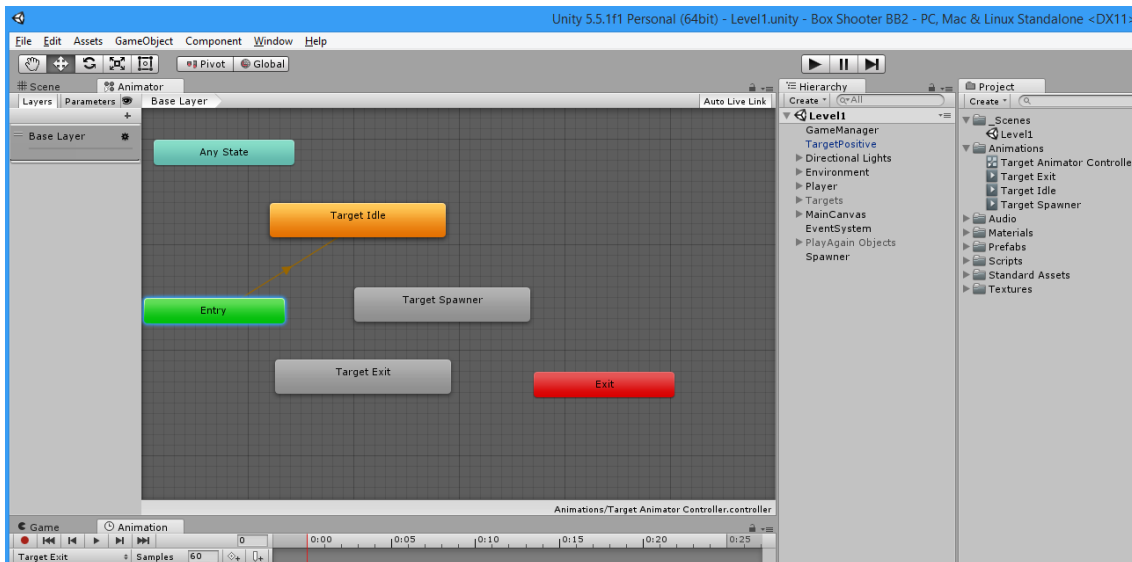 Unity 5.5.1f1 Personal (64bit) - Level1.unity - Box Shooter BB2 - PC, Mac & Linux Standalone <DX11>
File Edit Assets GameObject Component Window Help
Pivot Global
Scene Animator
Layers Parameters Base Layer Auto Live Link
Base Layer
Any State
Target Idle
Target Spawner
Entry
Target Exit
Exit
Animations/Target Animator Controller.controller
Game Animation
0 0:00 0:05 0:10 0:15 0:20 0:25
Target Exit Samples 60
Hierarchy
Create All
Level1
GameManager
TargetPositive
Directional Lights
Environment
Player
Targets
MainCanvas
EventSystem
PlayAgain Objects
Spawner
Project
Create
_Scenes
Level1
Animations
Target Animator Controlle
Target Exit
Target Idle
Target Spawner
Audio
Materials
Prefabs
Scripts
Standard Assets
Textures